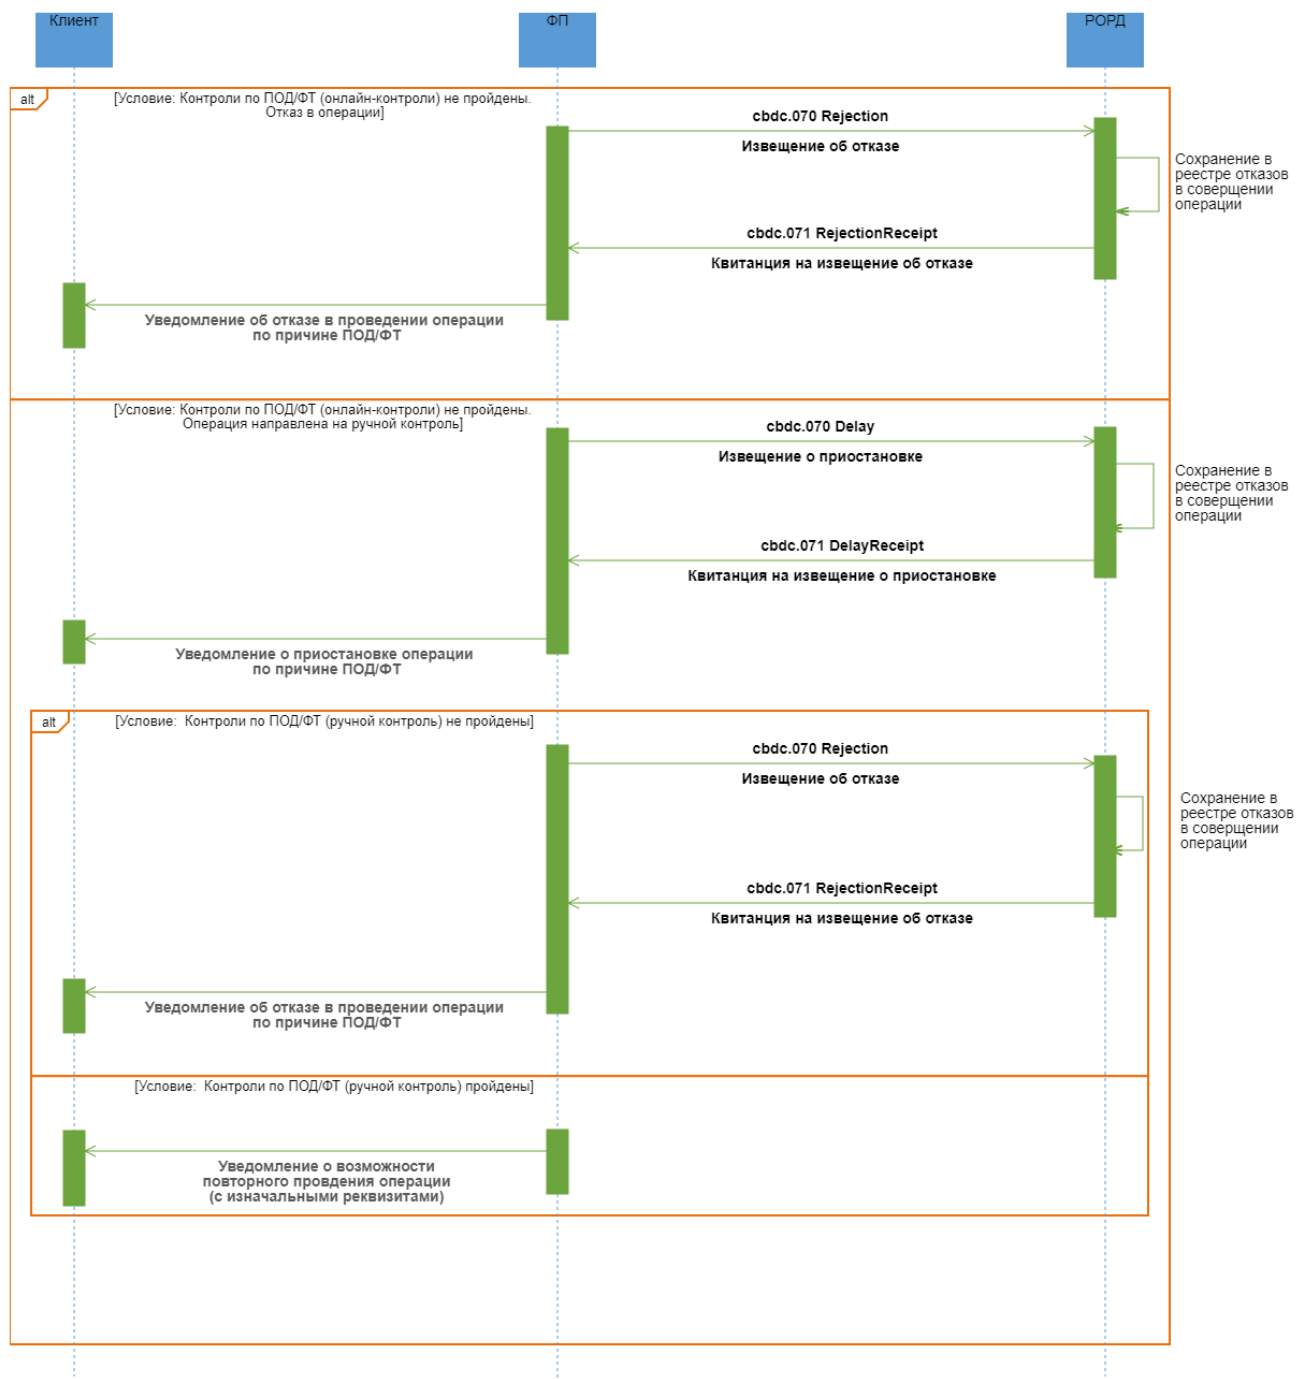 Клиент
ФП
РОРД
alt
[Условие: Контроли по ПОД/ФТ (онлайн-контроли) не пройдены.
Отказ в операции]
cbdc.070 Rejection
Извещение об отказе
Сохранение в
реестре отказов
в соверщении
операции
cbdc.071 RejectionReceipt
Квитанция на извещение об отказе
Уведомление об отказе в проведении операции
по причине ПОД/ФТ
[Условие: Контроли по ПОД/ФТ (онлайн-контроли) не пройдены.
Операция направлена на ручной контроль]
cbdc.070 Delay
Извещение о приостановке
Сохранение в
реестре отказов
в соверщении
операции
cbdc.071 DelayReceipt
Квитанция на извещение о приостановке
Уведомление о приостановке операции
по причине ПОД/ФТ
alt
[Условие: Контроли по ПОД/ФТ (ручной контроль) не пройдены]
cbdc.070 Rejection
Извещение об отказе
Сохранение в
реестре отказов
в соверщении
операции
cbdc.071 RejectionReceipt
Квитанция на извещение об отказе
Уведомление об отказе в проведении операции
по причине ПОД/ФТ
[Условие: Контроли по ПОД/ФТ (ручной контроль) пройдены]
Уведомление о возможности
повторного провдения операции
(с изначальными реквизитами)